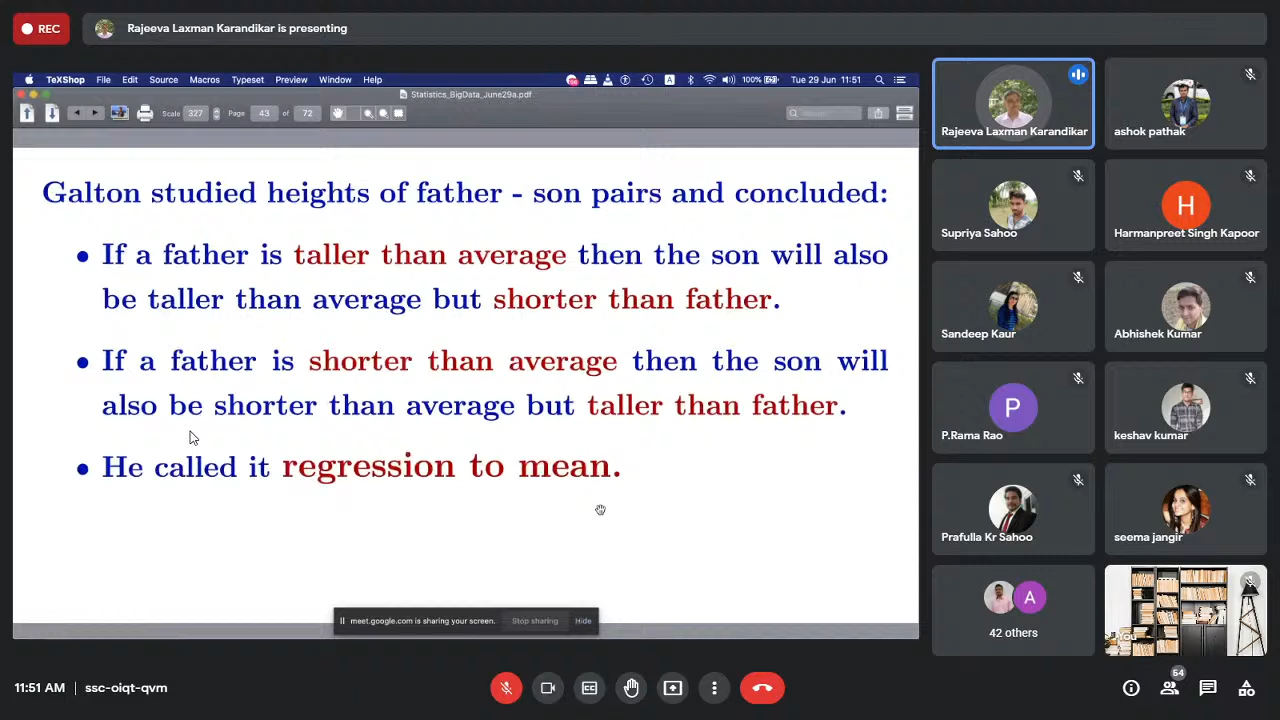 REC
Rajeeva Laxman Karandikar is presenting
TeXShop File Edit Source Macros Typeset Preview Window Help
A
100%
Tue 29 Jun 11:51
Statistics_BigData_June29a.pdf
Scale 327 Page 43 of 72
Galton studied heights of father - son pairs and concluded:
• If a father is taller than average then the son will also
be taller than average but shorter than father.
• If a father is shorter than average then the son will
also be shorter than average but taller than father.
• He called it regression to mean.
meet.google.com is sharing your screen. Stop sharing Hide
Rajeeva Laxman Karandikar
ashok pathak
Supriya Sahoo
H
Harmanpreet Singh Kapoor
Sandeep Kaur
Abhishek Kumar
P
P.Rama Rao
keshav kumar
Prafulla Kr Sahoo
seema jangir
A
42 others
You
11:51 AM | ssc-oiqt-qvm
CC
54